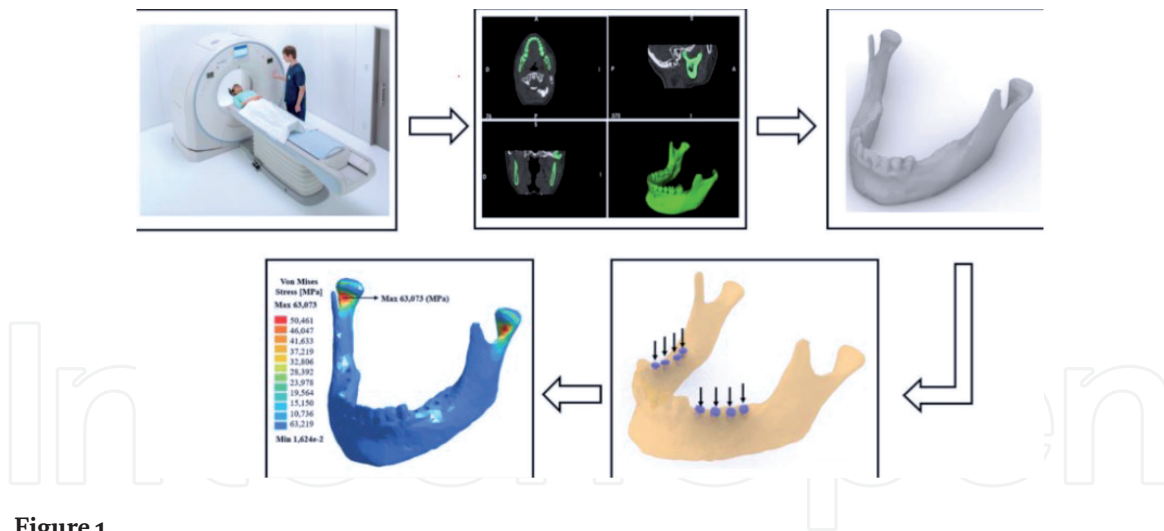 Von Mises
Stress [MPa]
Max 63,073
Max 63,073 (MPa)
50,461
46,047
41,633
37,219
32,806
28,392
23,978
19,564
15,150
10,736
63,219
Min 1,624e-2
IntechOpen
Figure 1